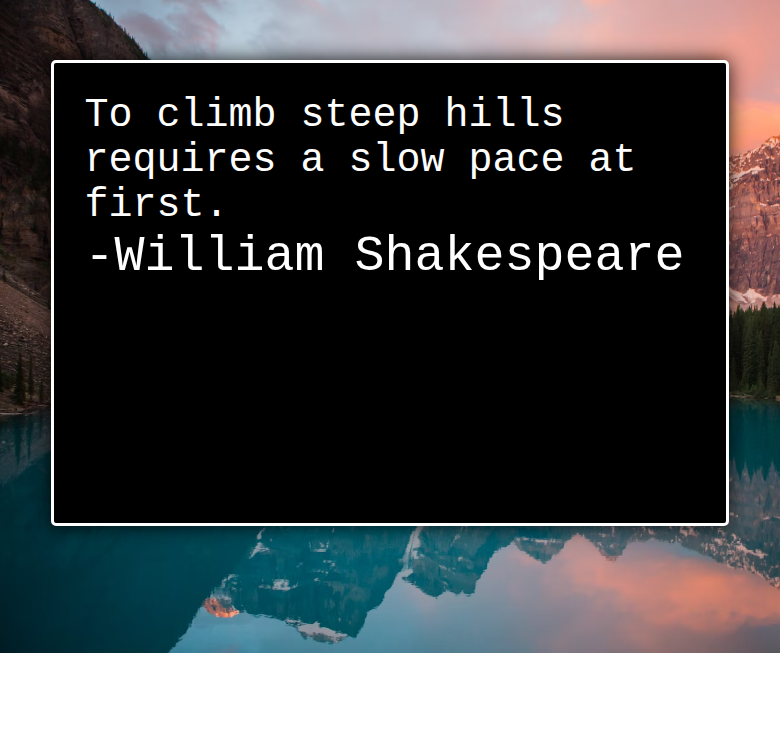 To climb steep hills
requires a slow pace at
first.
-William Shakespeare